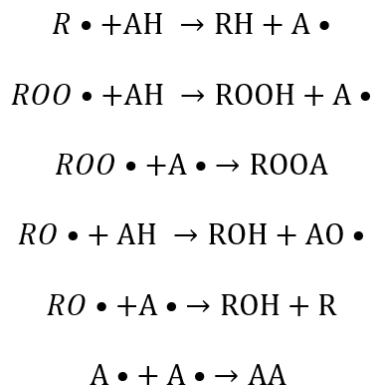 R • +AH → RH + A •
ROO • +AH → ROOH + A •
ROO • +A • → ROOA
RO • + AH → ROH + AO •
RO • +A • → ROH + R
A • + A • → AA